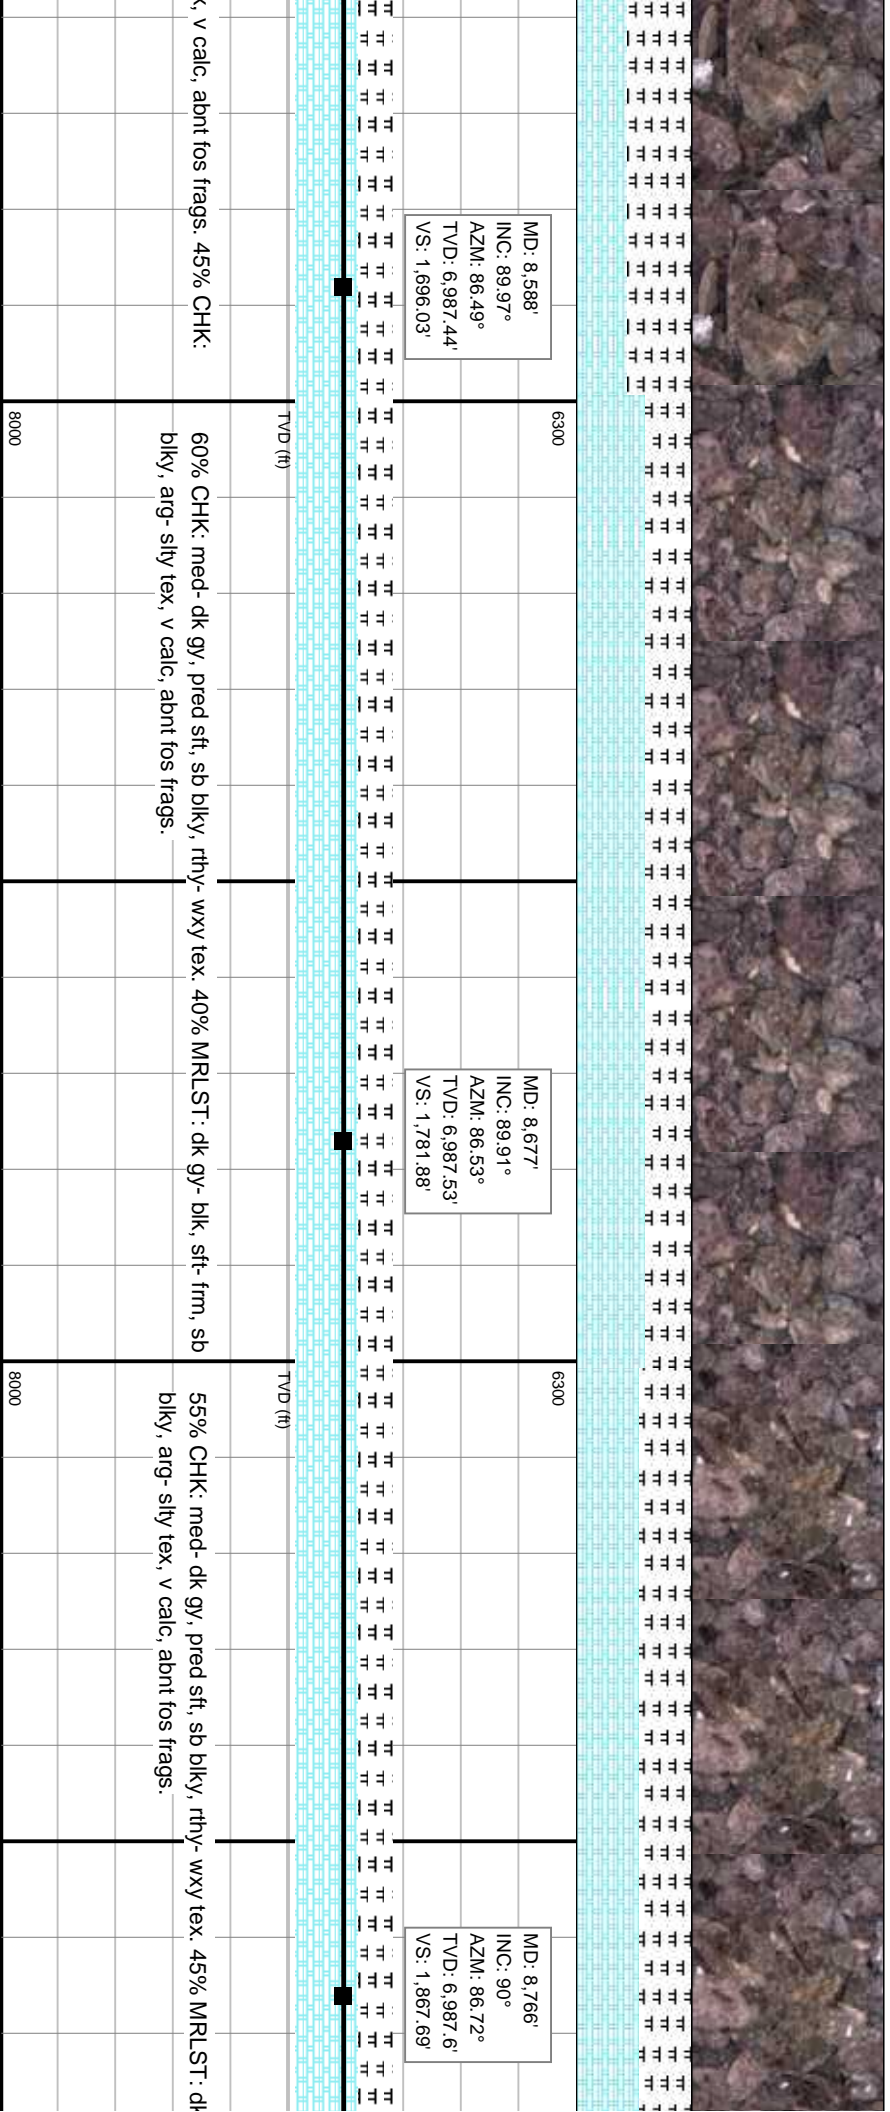 MD: 8,588'
INC: 89.97°
AZM: 86.49°
TVD: 6,987.44'
VS: 1,696.03'
, v calc, abnt fos frags. 45% CHK:
6300
TVD (ft)
8000
60% CHK: med- dk gy, pred sft, sb blky, rthy- wxy tex. 40% MRLST: dk gy- blk, sft- frm, sb
blky, arg- slty tex, v calc, abnt fos frags.
MD: 8,677'
INC: 89.91°
AZM: 86.53°
TVD: 6,987.53'
VS: 1,781.88'
6300
TVD (ft)
8000
55% CHK: med- dk gy, pred sft, sb blky, rthy- wxy tex. 45% MRLST: dk
blky, arg- slty tex, v calc, abnt fos frags.
MD: 8,766'
INC: 90°
AZM: 86.72°
TVD: 6,987.6'
VS: 1,867.69'